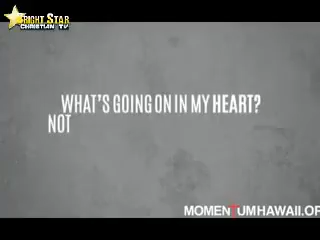 BRIGHT STAR
CHRISTIAN TV
WHAT'S GOING ON IN MY HEART?
NOT
MOMENTUMHAWAII.OR